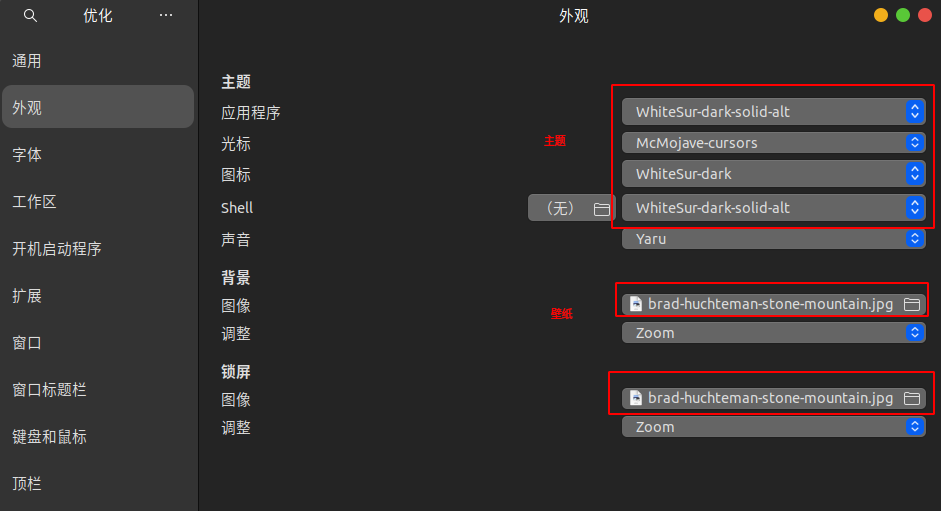 优化
外观
通用
外观
字体
工作区
开机启动程序
扩展
窗口
窗口标题栏
键盘和鼠标
顶栏
主题
应用程序 WhiteSur-dark-solid-alt
光标 主题 McMojave-cursors
图标 WhiteSur-dark
Shell （无） WhiteSur-dark-solid-alt
声音 Yaru
背景
图像 壁纸 brad-huchteman-stone-mountain.jpg
调整 Zoom
锁屏
图像 brad-huchteman-stone-mountain.jpg
调整 Zoom